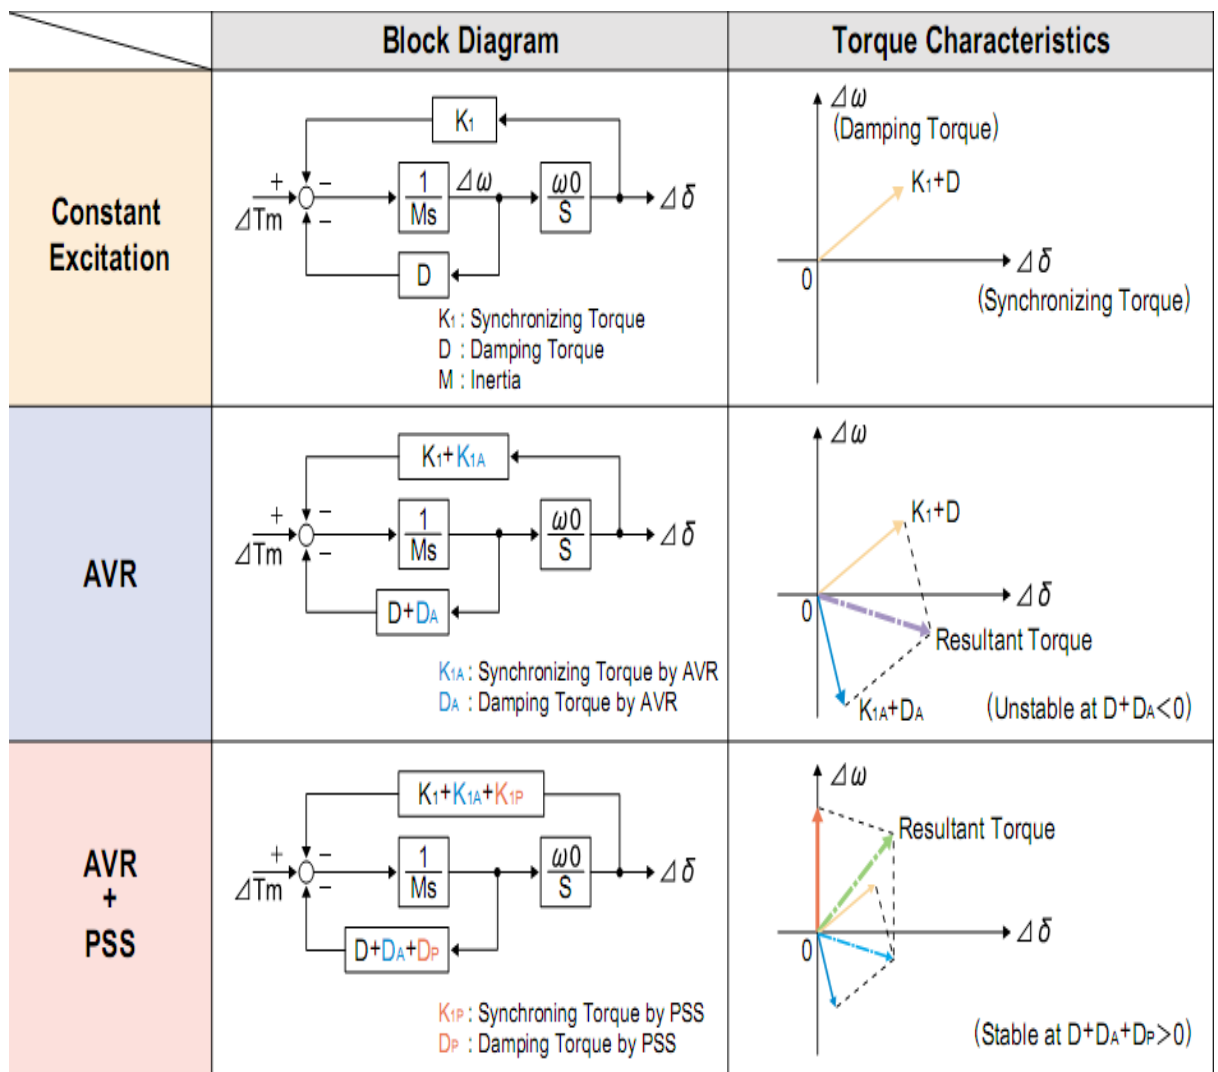 Block Diagram
Torque Characteristics
Constant
Excitation
K1
+
−
ΔTm
−
1
Ms
Δω
ω0
S
Δδ
D
K1 : Synchronizing Torque
D : Damping Torque
M : Inertia
Δω
(Damping Torque)
K1+D
0
Δδ
(Synchronizing Torque)
AVR
K1+K1A
+
−
ΔTm
−
1
Ms
ω0
S
Δδ
D+DA
K1A : Synchronizing Torque by AVR
DA : Damping Torque by AVR
Δω
K1+D
0
Δδ
Resultant Torque
K1A+DA
(Unstable at D+DA<0)
AVR
+
PSS
K1+K1A+K1P
+
−
ΔTm
−
1
Ms
ω0
S
Δδ
D+DA+DP
K1P : Synchroning Torque by PSS
DP : Damping Torque by PSS
Δω
Resultant Torque
0
Δδ
(Stable at D+DA+DP>0)